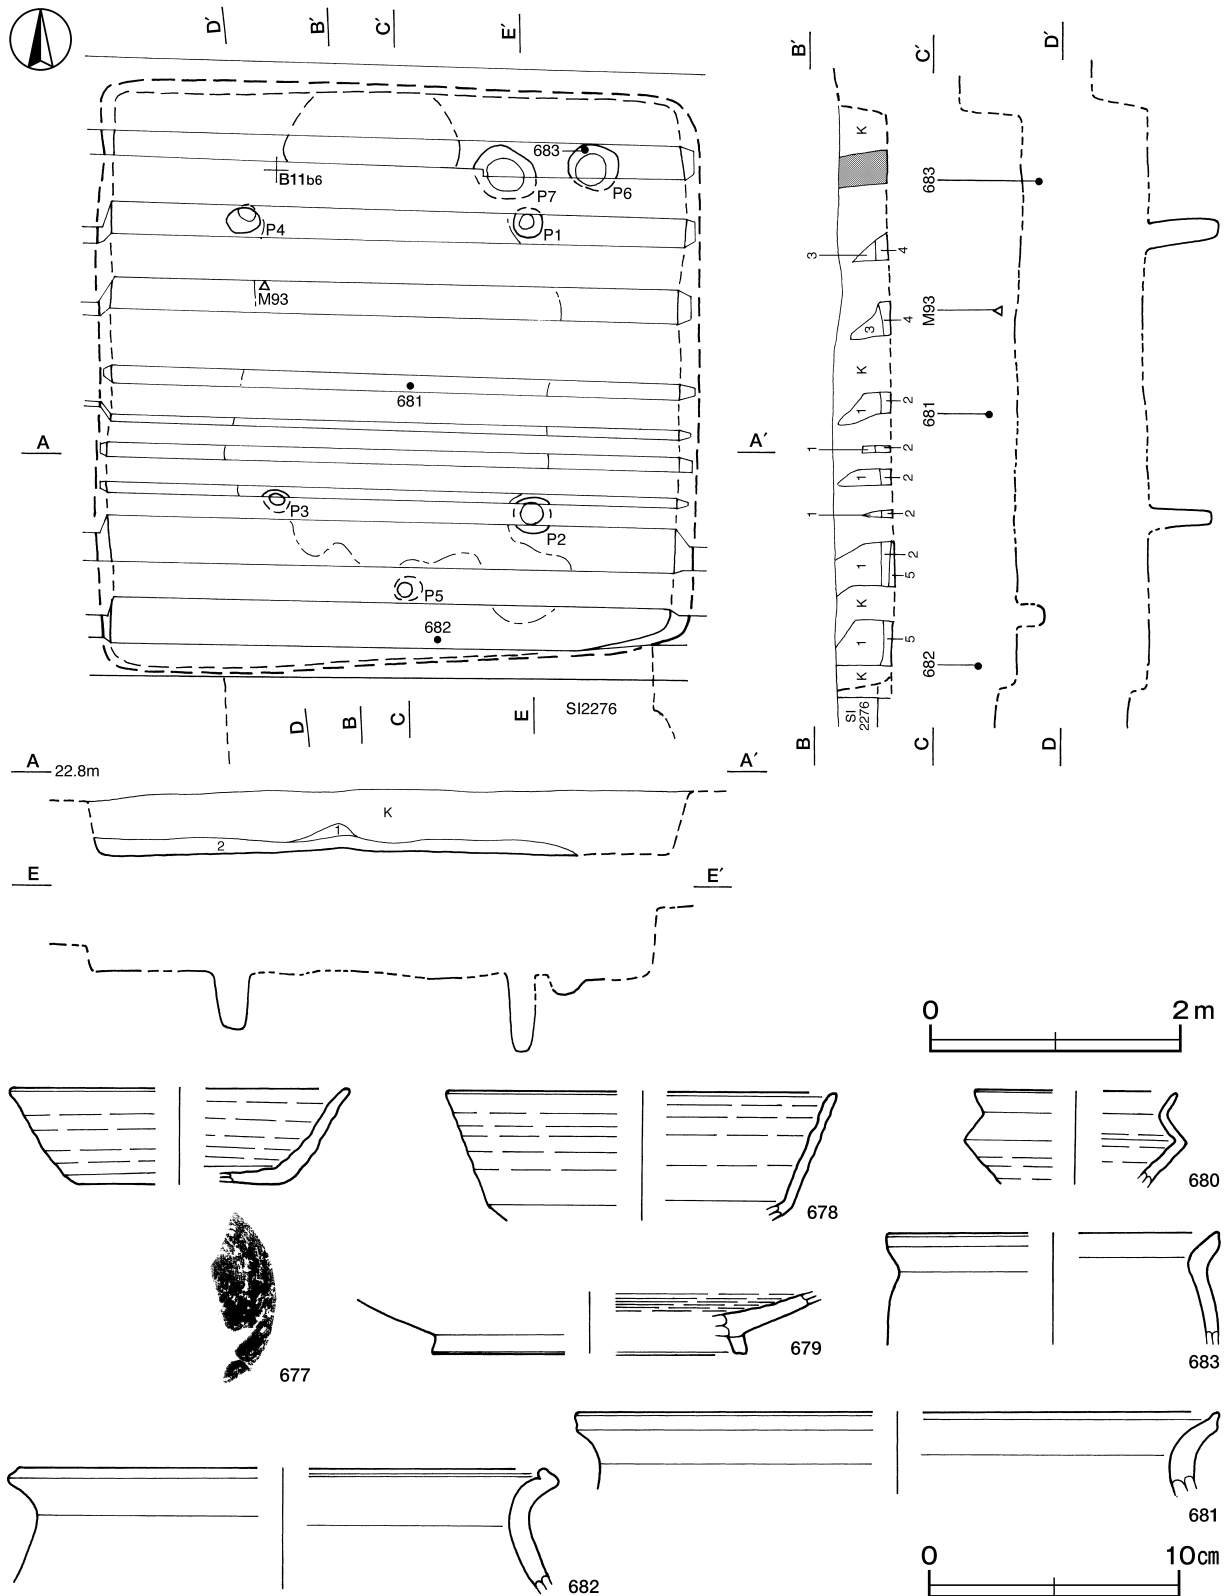 D′ B′ C′ E′
683
B11b6
P7 P6
P4 P1
M93
681
A A′
P3
P2
P5
682
D B C E SI2276
B′ C′ D′
K
683
3 4
M93
3 4
K
681
1 2
1 2
1 2
1 2
1 2 5
K
1 5
682
K
SI
2276
B C D
A 22.8m A′
K
1
2
E E′
0 2m
677
678
679
680
683
681
682
0 10cm